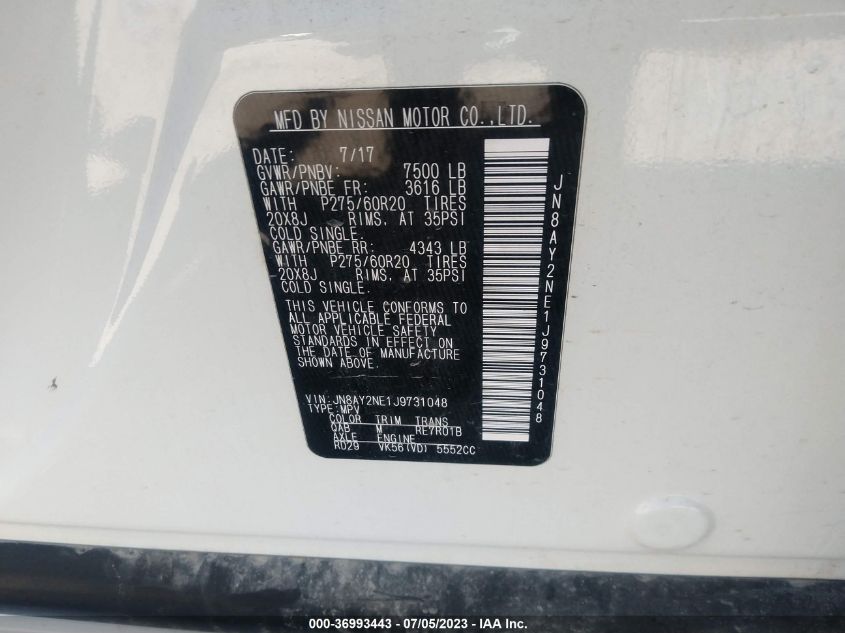 MFD BY NISSAN MOTOR CO.,LTD.
DATE: 7/17
GVWR/PNBV: 7500 LB
GAWR/PNBE FR: 3616 LB
WITH P275/60R20 TIRES
20X8J RIMS, AT 35PSI
COLD SINGLE.
GAWR/PNBE RR: 4343 LB
WITH P275/60R20 TIRES
20X8J RIMS, AT 35PSI
COLD SINGLE.
THIS VEHICLE CONFORMS TO
ALL APPLICABLE FEDERAL
MOTOR VEHICLE SAFETY
STANDARDS IN EFFECT ON
THE DATE OF MANUFACTURE
SHOWN ABOVE.
VIN: JN8AY2NE1J9731048
TYPE: MPV
COLOR TRIM TRANS
QAB M RE7R01B
AXLE ENGINE
RD29 VK56(VD) 5552CC
JN8AY2NE1J9731048
000-36993443 - 07/05/2023 - IAA Inc.